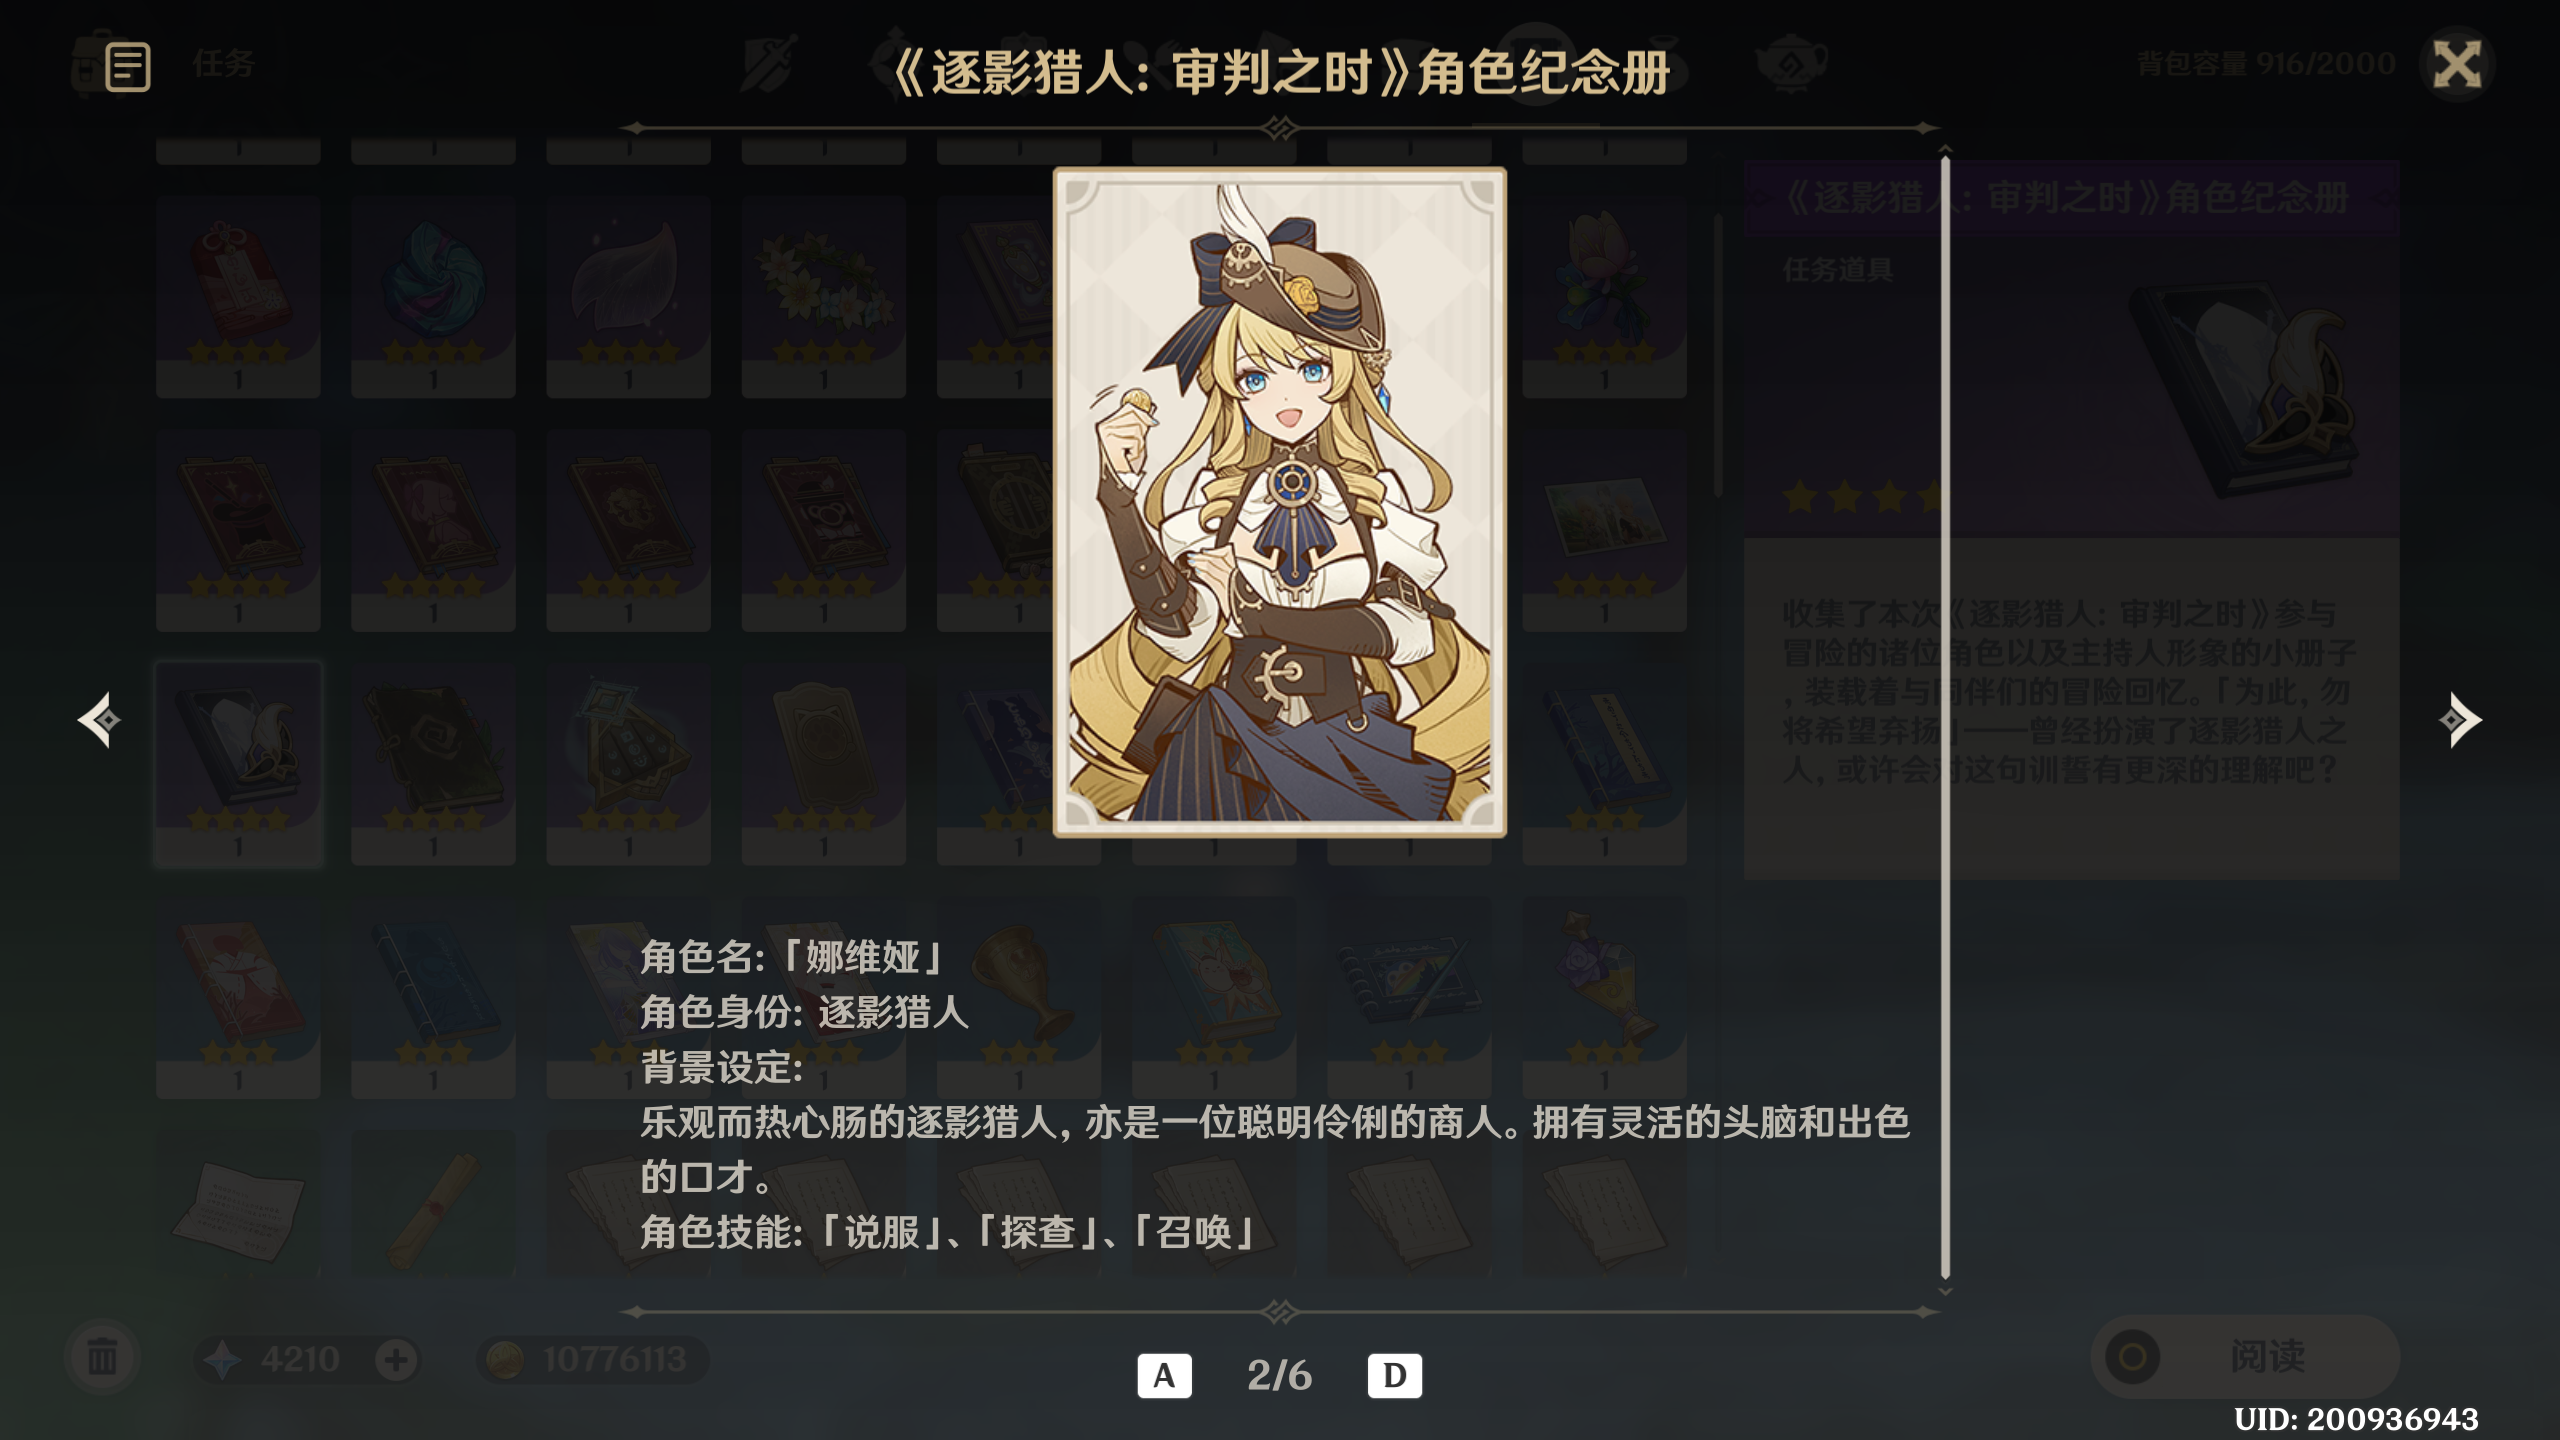 任务
《逐影猎人：审判之时》角色纪念册
背包容量 916/2000
《逐影猎人：审判之时》角色纪念册
任务道具
收集了本次《逐影猎人：审判之时》参与
冒险的诸位角色以及主持人形象的小册子
，装载着与同伴们的冒险回忆。「为此，勿
将希望弃扬」——曾经扮演了逐影猎人之
人，或许会对这句训誓有更深的理解吧？
角色名：「娜维娅」
角色身份：逐影猎人
背景设定：
乐观而热心肠的逐影猎人，亦是一位聪明伶俐的商人。拥有灵活的头脑和出色
的口才。
角色技能：「说服」、「探查」、「召唤」
4210
10776113
A 2/6 D
阅读
UID: 200936943